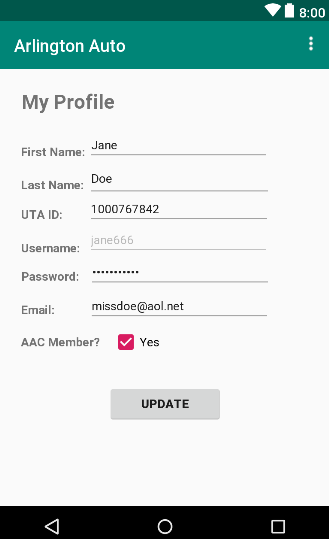 8:00
Arlington Auto
My Profile
First Name: Jane
Last Name: Doe
UTA ID: 1000767842
Username: jane666
Password: •••••••••••
Email: missdoe@aol.net
AAC Member? Yes
UPDATE